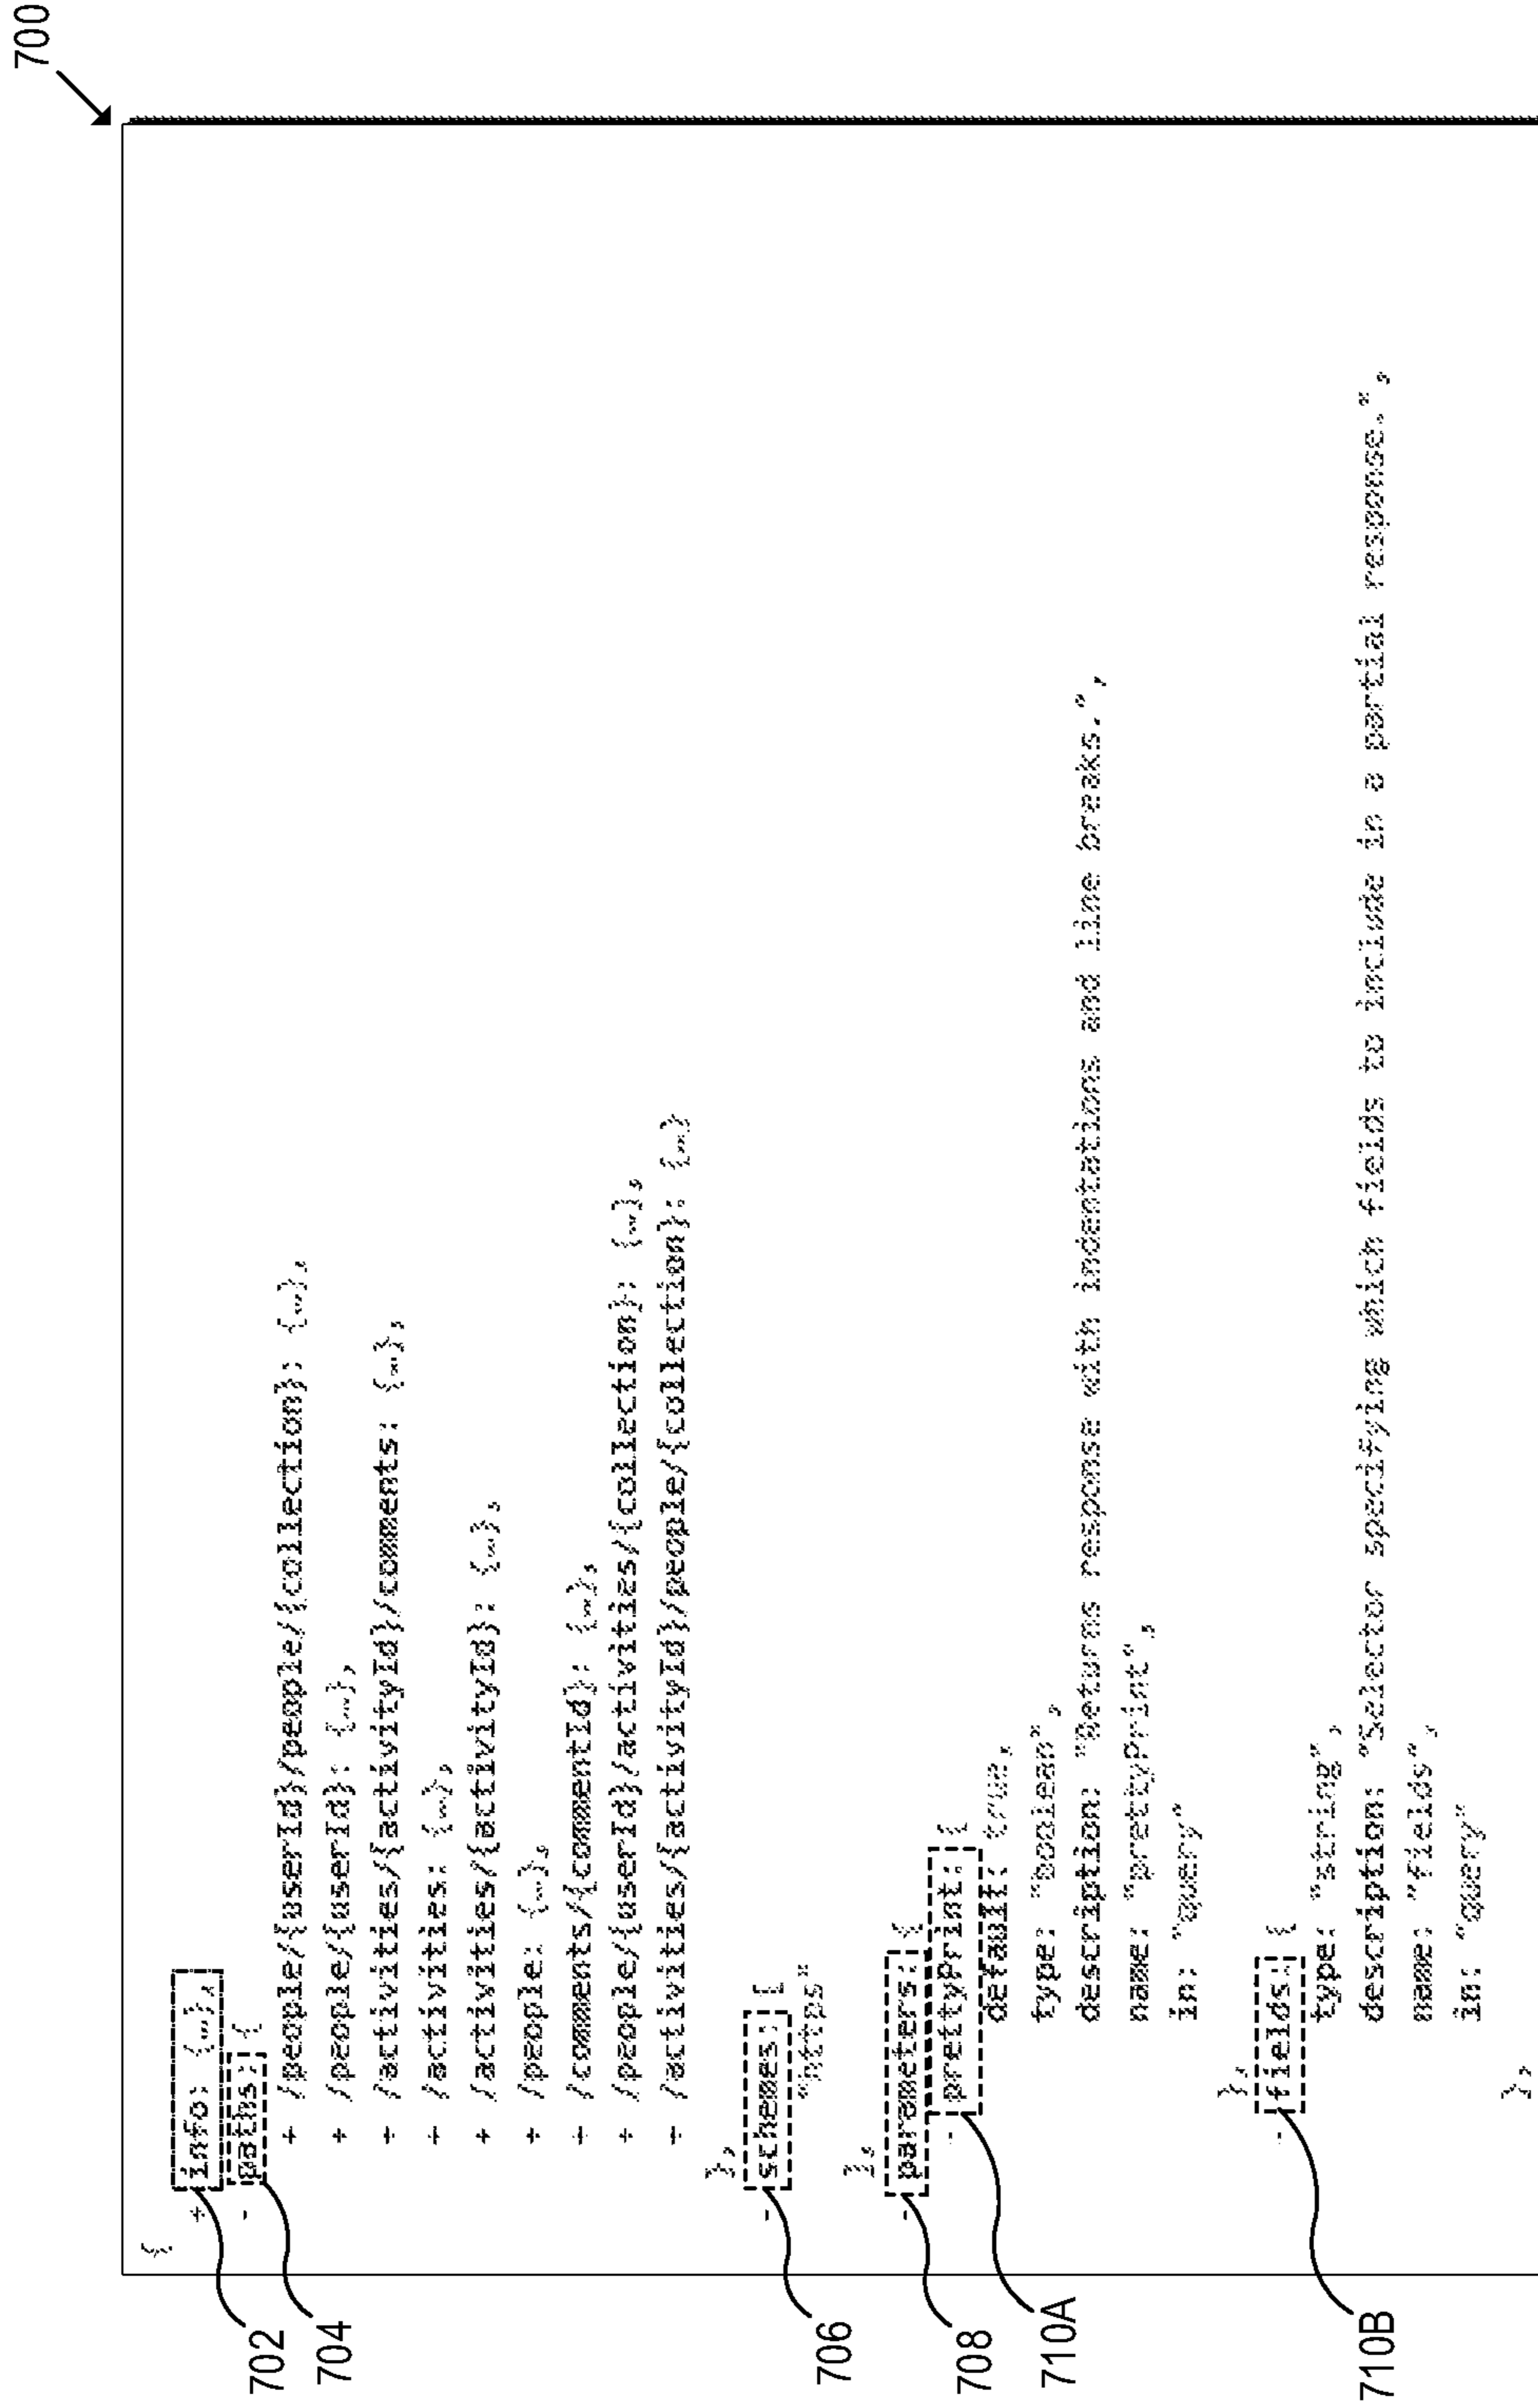 700
{
702 + info: {…},
704 - paths: {
+ /people/{userId}/people/{collection}: {…},
+ /people/{userId}: {…},
+ /activities/{activityId}/comments: {…},
+ /activities: {…},
+ /activities/{activityId}: {…},
+ /people: {…},
+ /comments/{commentId}: {…},
+ /people/{userId}/activities/{collection}: {…},
+ /activities/{activityId}/people/{collection}: {…}
},
706 - schemes: [
"https"
],
708 - parameters: {
710A - prettyPrint: {
default: true,
type: "boolean",
description: "Returns response with indentations and line breaks.",
name: "prettyPrint",
in: "query"
},
710B - fields: {
type: "string",
description: "Selector specifying which fields to include in a partial response.",
name: "fields",
in: "query"
},